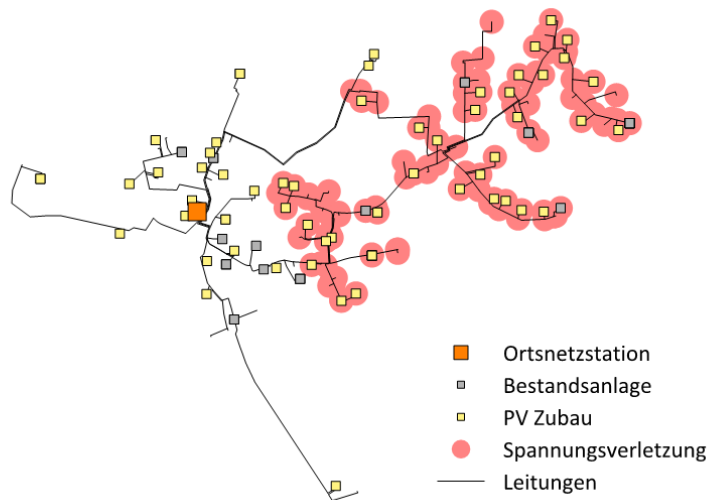 Ortsnetzstation
Bestandsanlage
PV Zubau
Spannungsverletzung
Leitungen